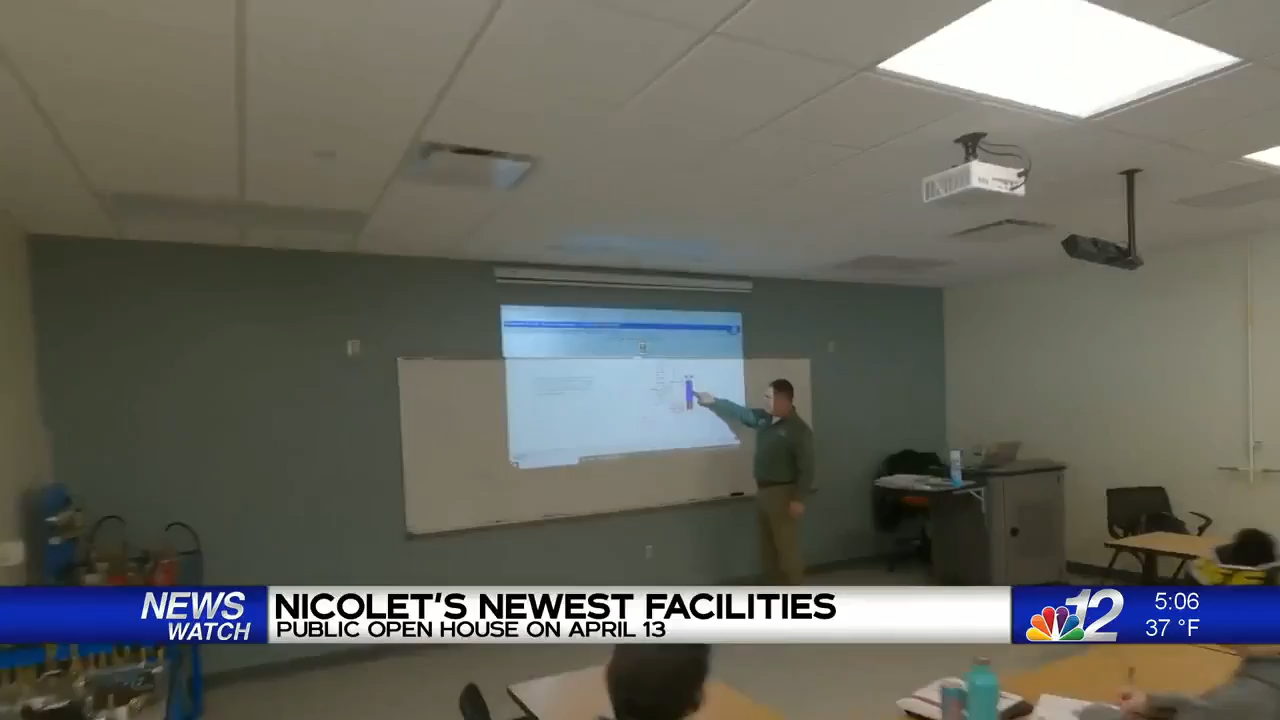 NEWS
WATCH
NICOLET'S NEWEST FACILITIES
PUBLIC OPEN HOUSE ON APRIL 13
12
5:06
37 °F